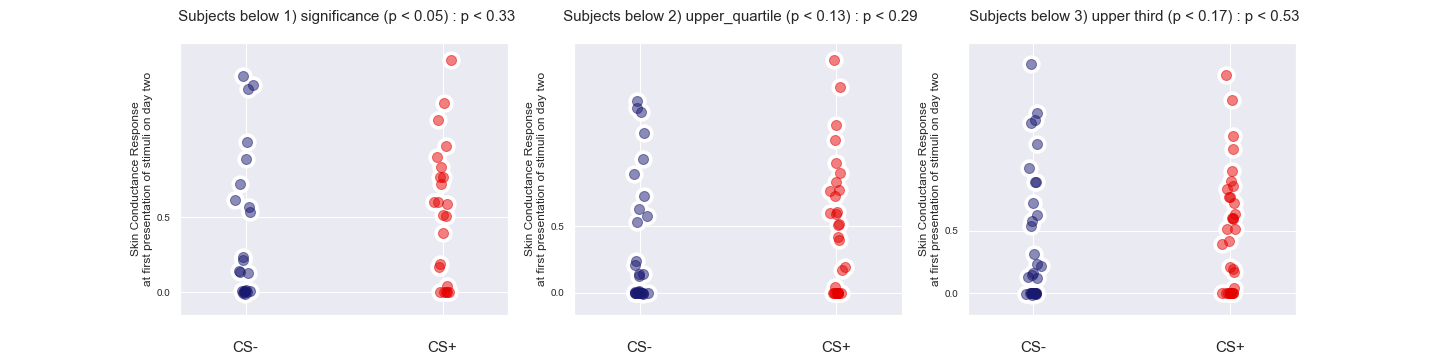 Subjects below 1) significance (p < 0.05) : p < 0.33
Skin Conductance Response
at first presentation of stimuli on day two
0.5
0.0
CS-
CS+
Subjects below 2) upper_quartile (p < 0.13) : p < 0.29
Skin Conductance Response
at first presentation of stimuli on day two
0.5
0.0
CS-
CS+
Subjects below 3) upper third (p < 0.17) : p < 0.53
Skin Conductance Response
at first presentation of stimuli on day two
0.5
0.0
CS-
CS+